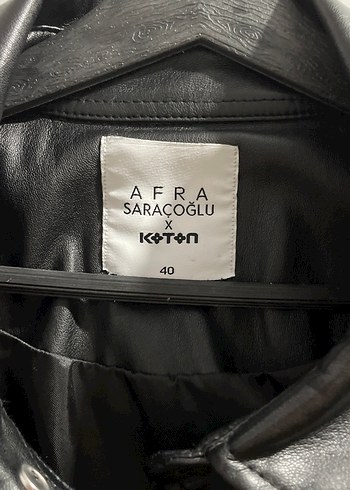 AFRA
SARAÇOĞLU
X
KOTON
40